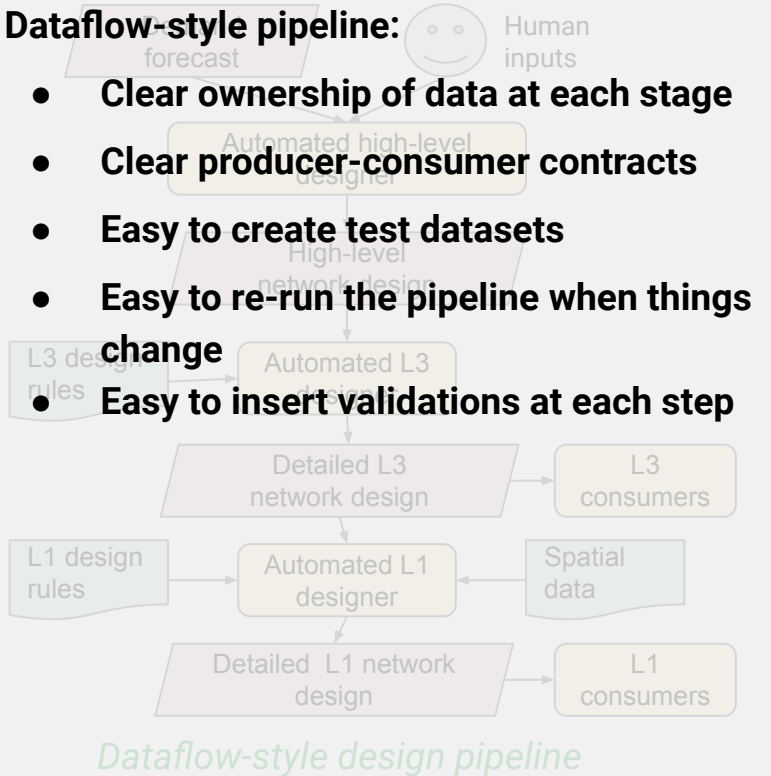 Dataflow-style pipeline:
● Clear ownership of data at each stage
● Clear producer-consumer contracts
● Easy to create test datasets
● Easy to re-run the pipeline when things
change
● Easy to insert validations at each step
forecast
Human
inputs
Automated high-level
designer
High-level
network design
L3 design
rules
Automated L3
designer
Detailed L3
network design
L3
consumers
L1 design
rules
Automated L1
designer
Spatial
data
Detailed L1 network
design
L1
consumers
Dataflow-style design pipeline